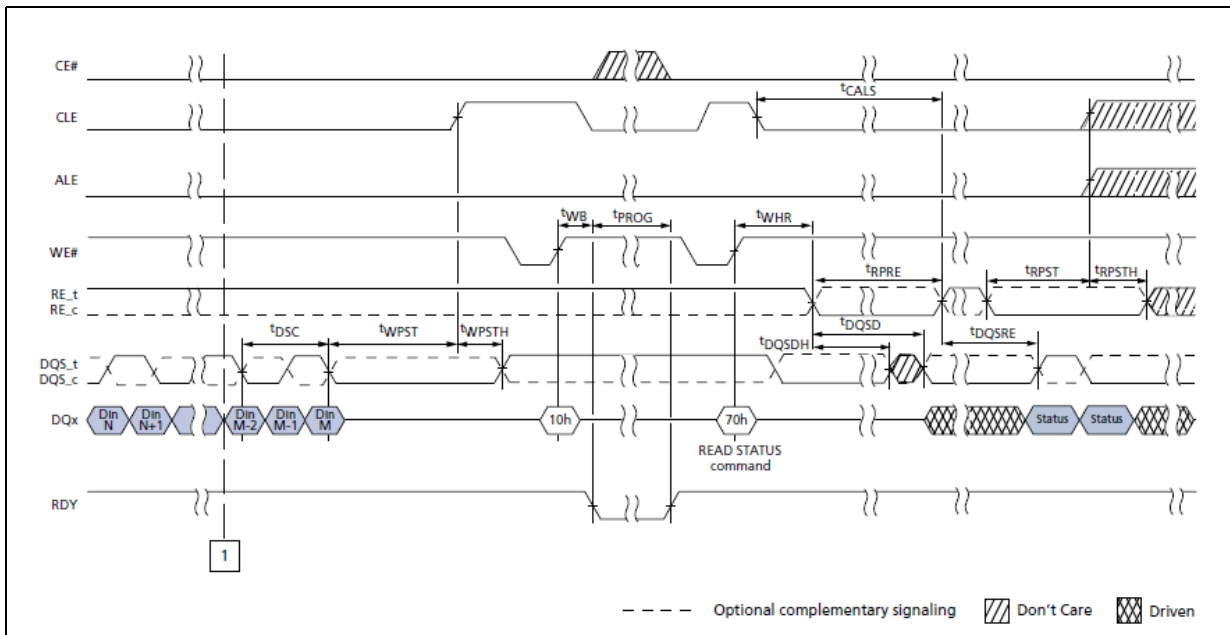 CE#
tCALS
CLE
ALE
tWB tPROG tWHR
WE#
tRPRE tRPST tRPSTH
RE_t
RE_c
tDSC tWPST tWPSTH tDQSD
tDQSDH tDQSRE
DQS_t
DQS_c
DQx Din N Din N+1 Din M-2 Din M-1 Din M 10h 70h Status Status
READ STATUS
command
RDY
1
Optional complementary signaling Don't Care Driven